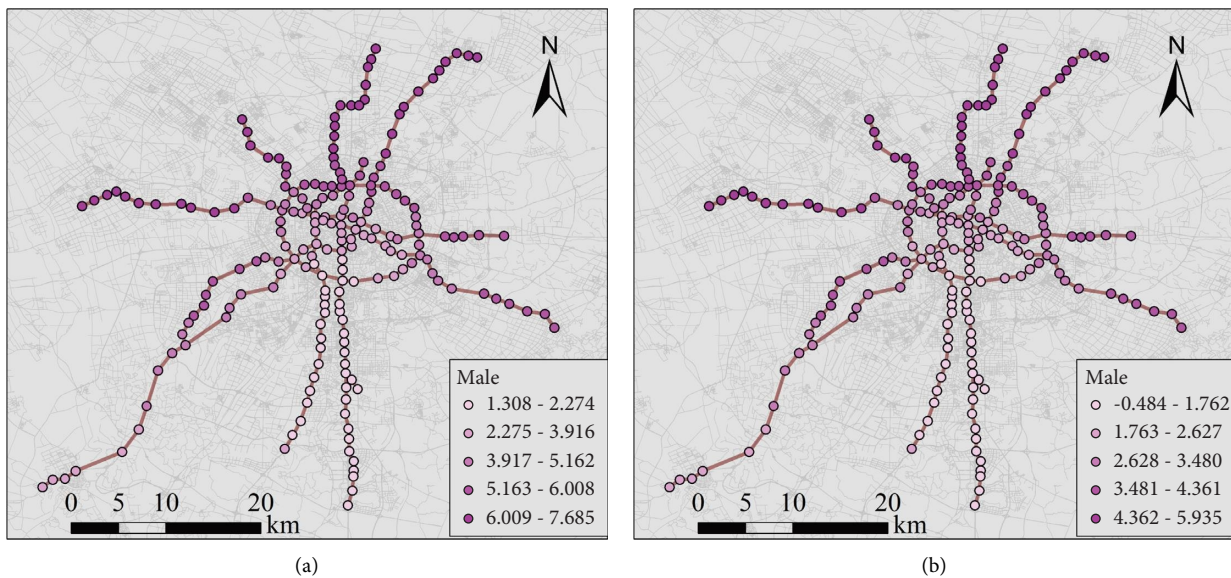 N
Male
1.308 - 2.274
2.275 - 3.916
3.917 - 5.162
5.163 - 6.008
6.009 - 7.685
0 5 10 20
km
(a)
N
Male
-0.484 - 1.762
1.763 - 2.627
2.628 - 3.480
3.481 - 4.361
4.362 - 5.935
0 5 10 20
km
(b)